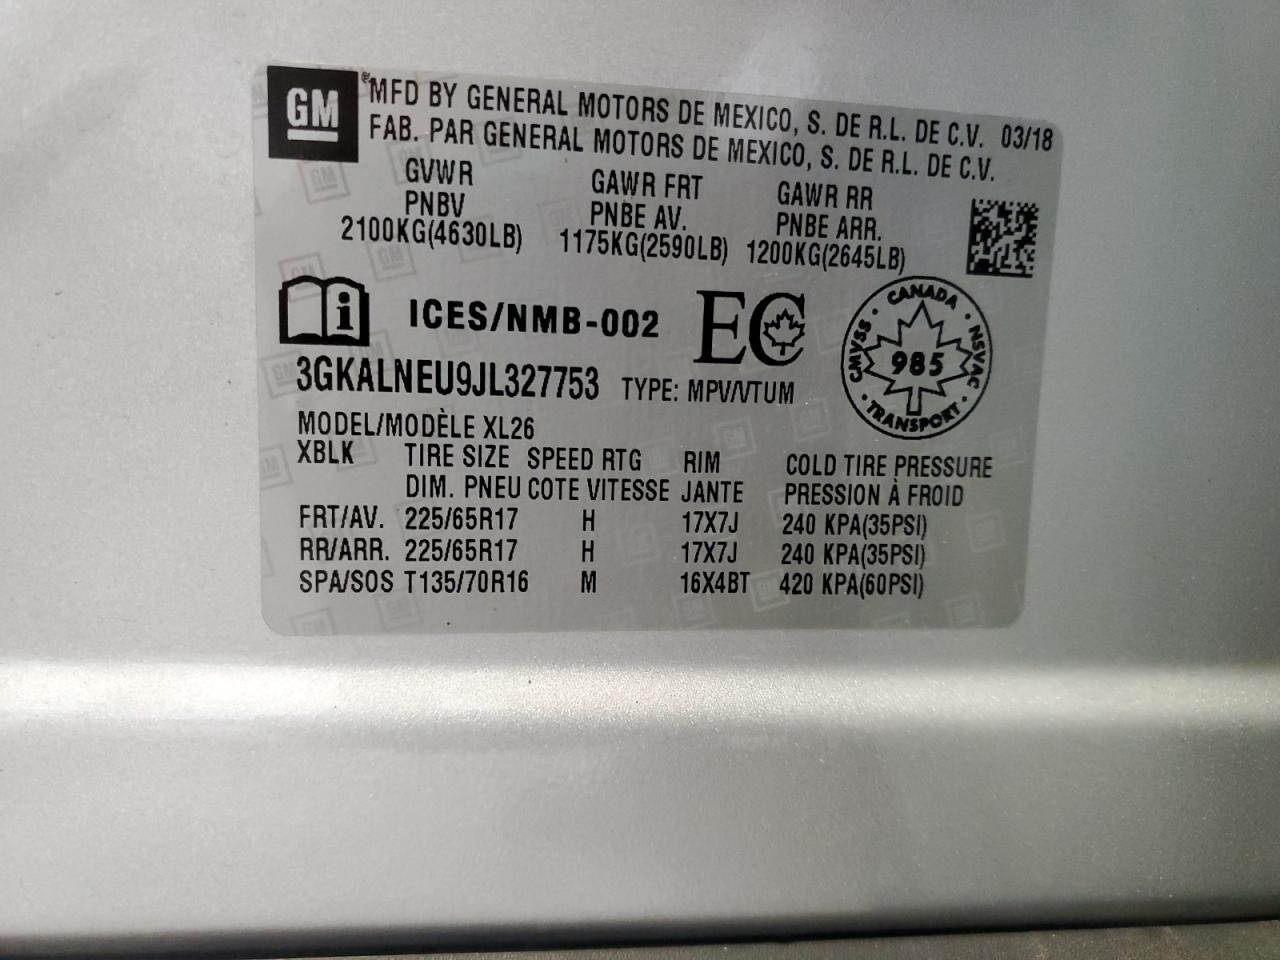 GM ® MFD BY GENERAL MOTORS DE MEXICO, S. DE R.L. DE C.V. 03/18
FAB. PAR GENERAL MOTORS DE MEXICO, S. DE R.L. DE C.V.
GVWR GAWR FRT GAWR RR
PNBV PNBE AV. PNBE ARR.
2100KG(4630LB) 1175KG(2590LB) 1200KG(2645LB)
i ICES/NMB-002 EC CANADA CMVSS NSVAC 985 TRANSPORT
3GKALNEU9JL327753 TYPE: MPV/VTUM
MODEL/MODÈLE XL26
XBLK TIRE SIZE SPEED RTG RIM COLD TIRE PRESSURE
DIM. PNEU COTE VITESSE JANTE PRESSION À FROID
FRT/AV. 225/65R17 H 17X7J 240 KPA(35PSI)
RR/ARR. 225/65R17 H 17X7J 240 KPA(35PSI)
SPA/SOS T135/70R16 M 16X4BT 420 KPA(60PSI)